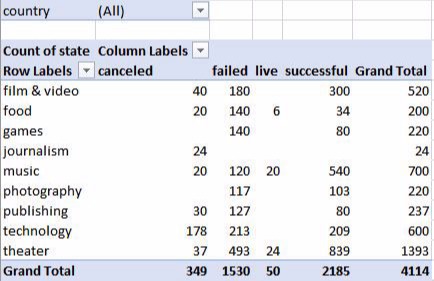 country (All)
Count of state Column Labels
Row Labels canceled failed live successful Grand Total
film & video 40 180 300 520
food 20 140 6 34 200
games 140 80 220
journalism 24 24
music 20 120 20 540 700
photography 117 103 220
publishing 30 127 80 237
technology 178 213 209 600
theater 37 493 24 839 1393
Grand Total 349 1530 50 2185 4114